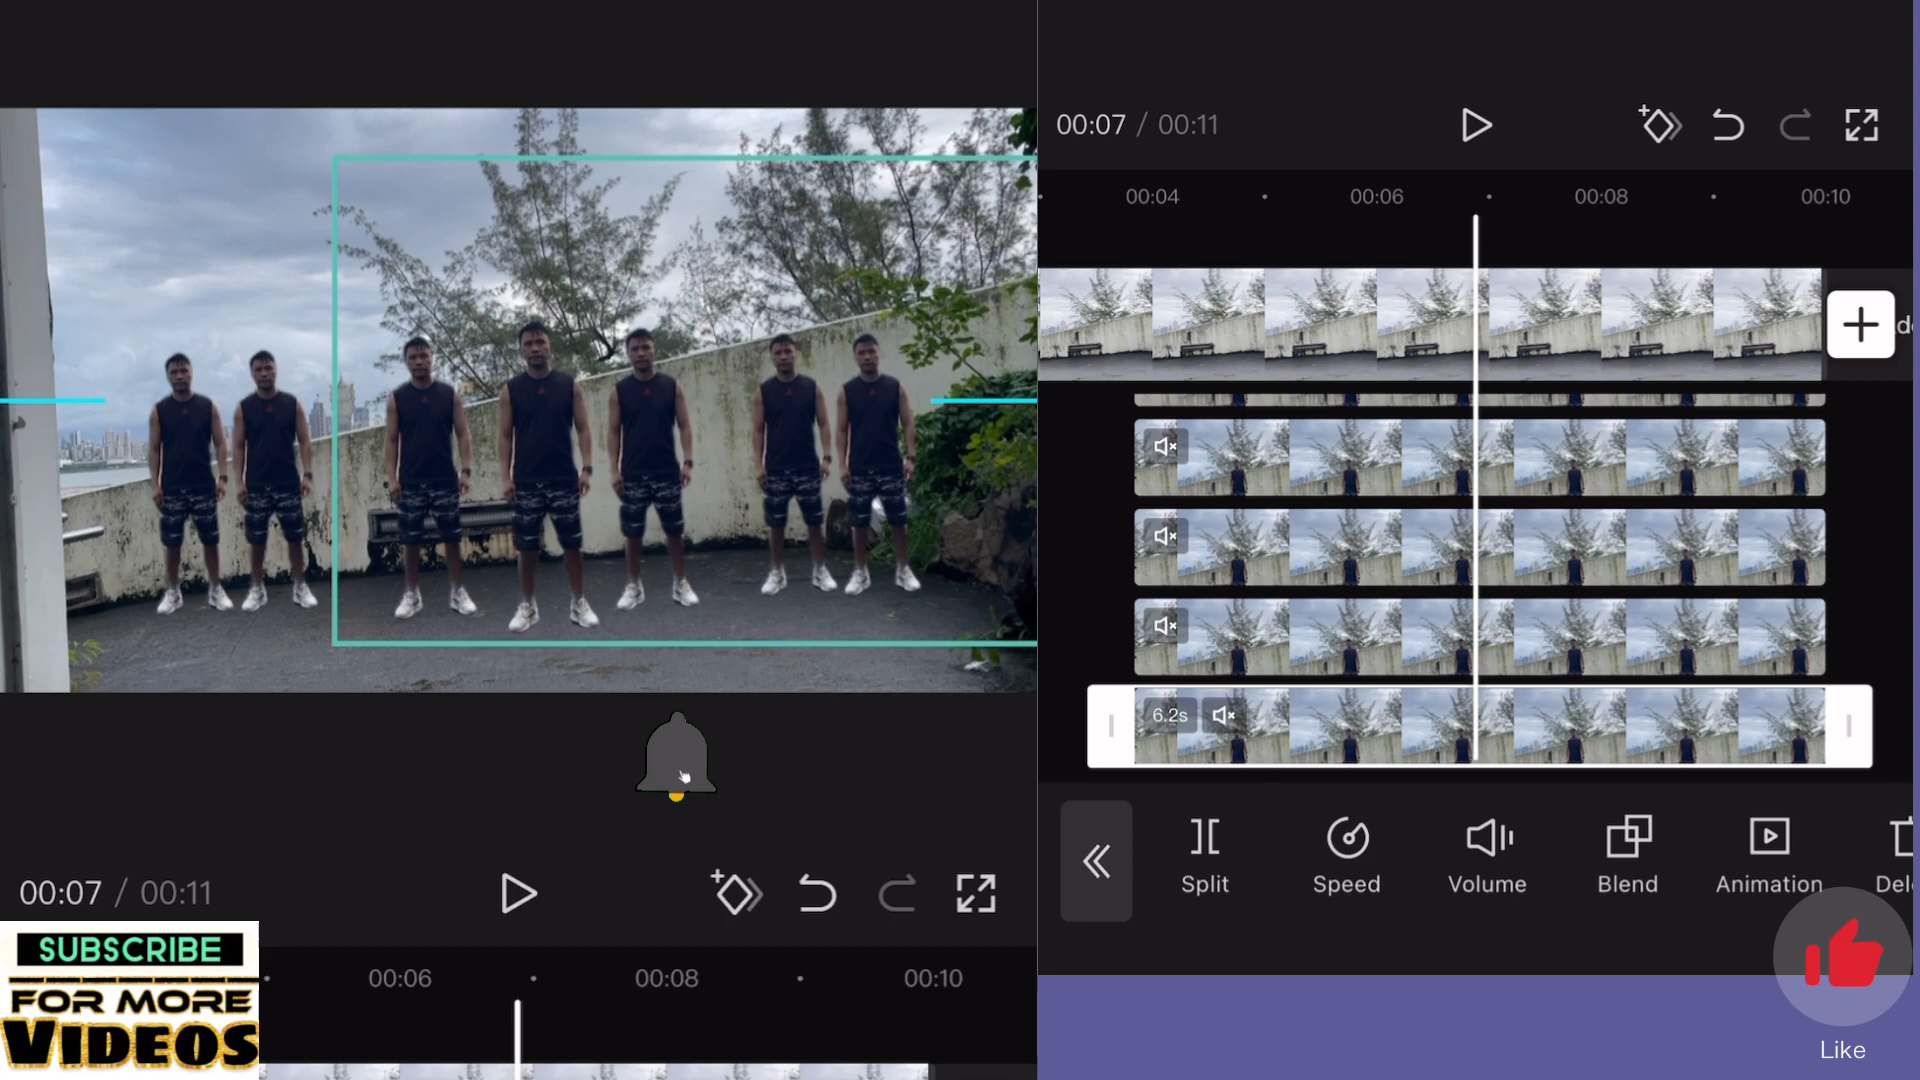 00:07 / 00:11
SUBSCRIBE
FOR MORE
VIDEOS
00:06
00:08
00:10
00:07 / 00:11
00:04
00:06
00:08
00:10
6.2s
Split
Speed
Volume
Blend
Animation
Like